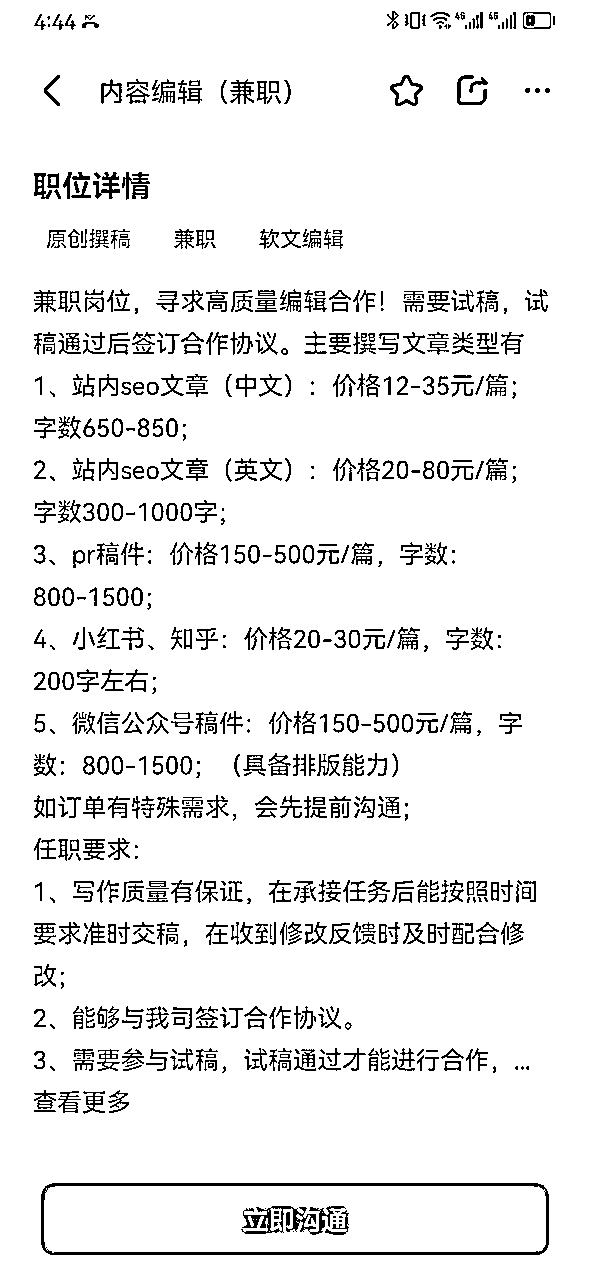 4:44
4G 4G
内容编辑（兼职）
职位详情
原创撰稿 兼职 软文编辑
兼职岗位，寻求高质量编辑合作！需要试稿，试
稿通过后签订合作协议。主要撰写文章类型有
1、站内seo文章（中文）：价格12-35元/篇；
字数650-850；
2、站内seo文章（英文）：价格20-80元/篇；
字数300-1000字；
3、pr稿件：价格150-500元/篇，字数：
800-1500；
4、小红书、知乎：价格20-30元/篇，字数：
200字左右；
5、微信公众号稿件：价格150-500元/篇，字
数：800-1500；（具备排版能力）
如订单有特殊需求，会先提前沟通；
任职要求：
1、写作质量有保证，在承接任务后能按照时间
要求准时交稿，在收到修改反馈时及时配合修
改；
2、能够与我司签订合作协议。
3、需要参与试稿，试稿通过才能进行合作，...
查看更多
立即沟通